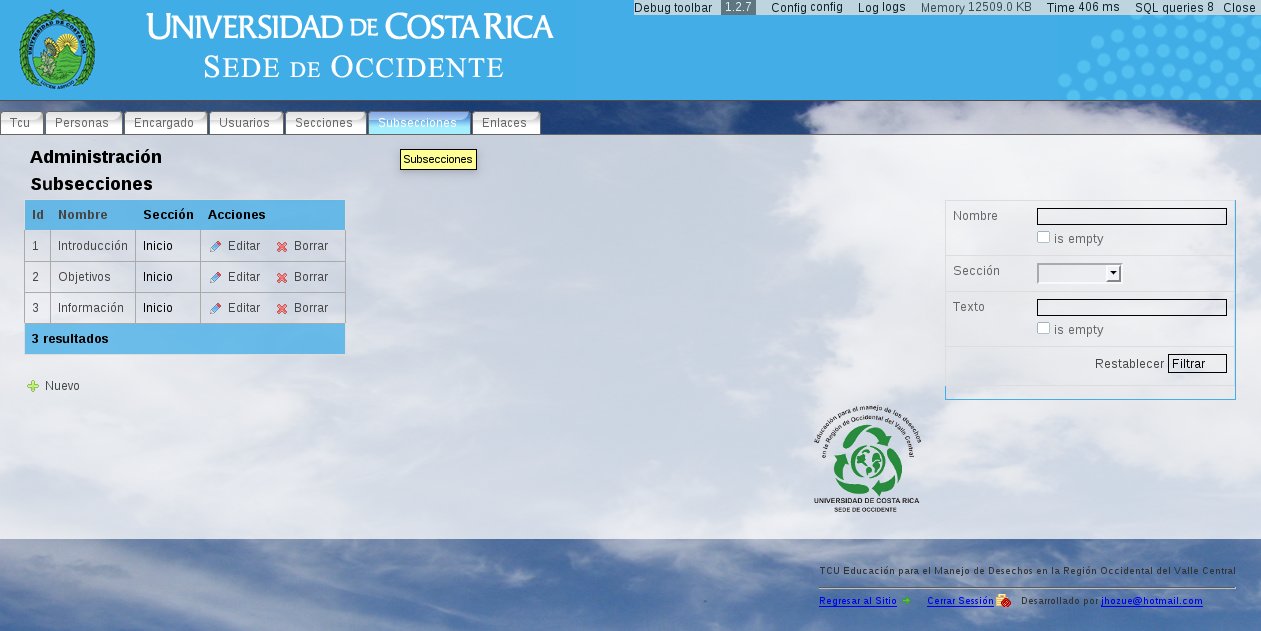 Debug toolbar 1.2.7 Config config Log logs Memory 12509.0 KB Time 406 ms SQL queries 8 Close
UNIVERSIDAD DE COSTA RICA
SEDE DE OCCIDENTE
Tcu Personas Encargado Usuarios Secciones Subsecciones Enlaces
Subsecciones
Administración
Subsecciones
Id Nombre Sección Acciones
1 Introducción Inicio Editar Borrar
2 Objetivos Inicio Editar Borrar
3 Información Inicio Editar Borrar
3 resultados
Nuevo
Nombre
is empty
Sección
Texto
is empty
Restablecer Filtrar
Educación para el manejo de los desechos
en la Región de Occidental del Valle Central
UNIVERSIDAD DE COSTA RICA
SEDE DE OCCIDENTE
TCU Educación para el Manejo de Desechos en la Región Occidental del Valle Central
Regresar al Sitio Cerrar Sessión Desarrollado por jhozue@hotmail.com